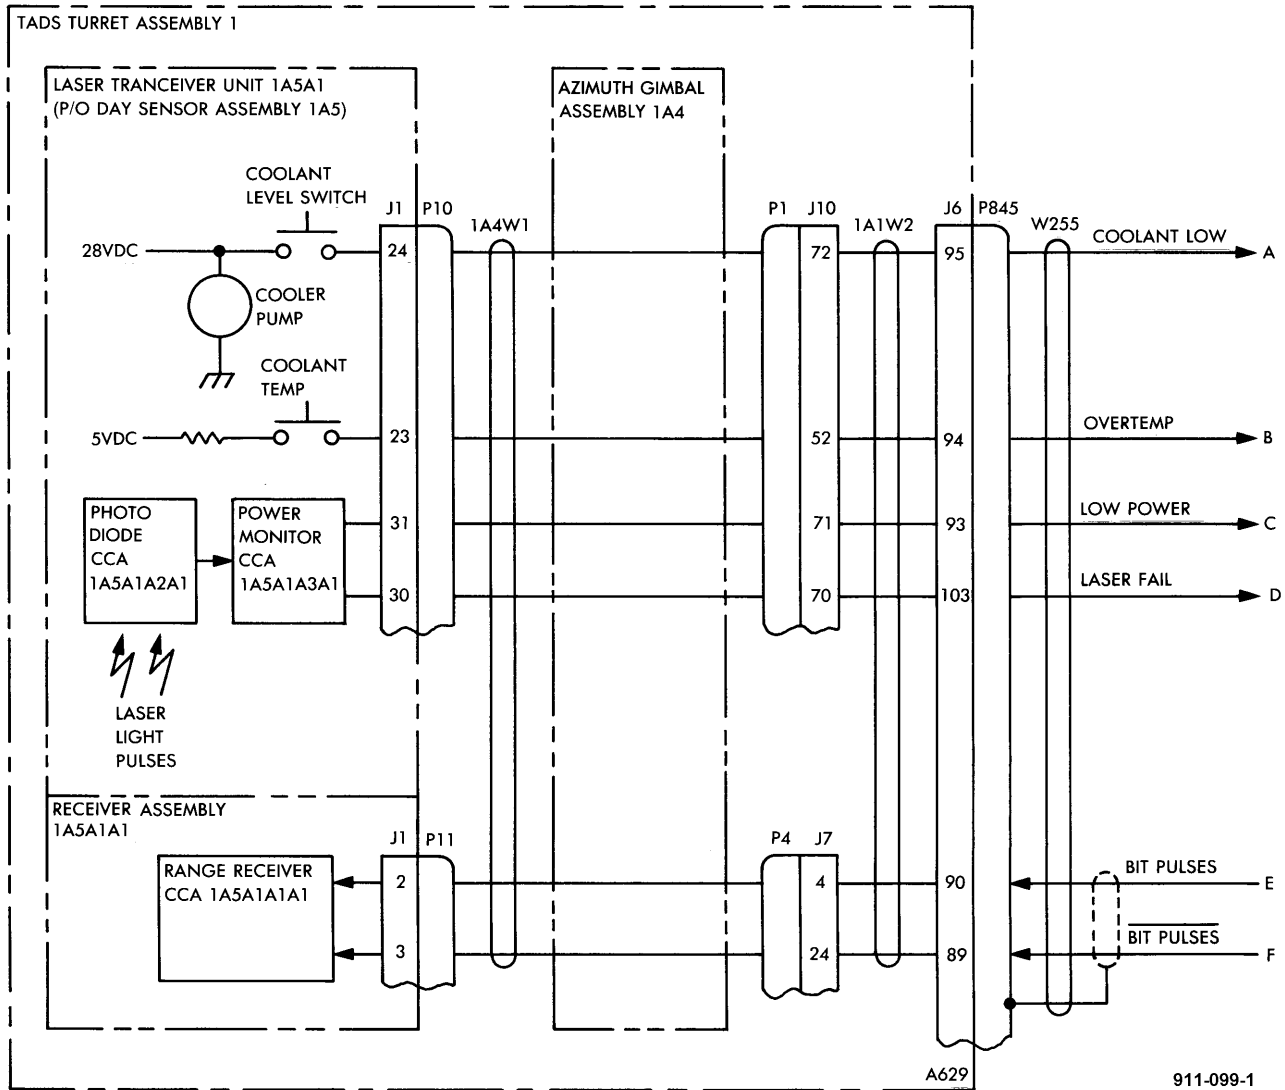 TADS TURRET ASSEMBLY 1
LASER TRANCEIVER UNIT 1A5A1
(P/O DAY SENSOR ASSEMBLY 1A5)
AZIMUTH GIMBAL
ASSEMBLY 1A4
COOLANT
LEVEL SWITCH
J1 P10
1A4W1
P1 J10
1A1W2
J6 P845
W255
28VDC
24
72
95
COOLANT LOW
A
COOLER
PUMP
COOLANT
TEMP
5VDC
23
52
94
OVERTEMP
B
PHOTO
DIODE
CCA
1A5A1A2A1
POWER
MONITOR
CCA
1A5A1A3A1
31
71
93
LOW POWER
C
30
70
103
LASER FAIL
D
LASER
LIGHT
PULSES
RECEIVER ASSEMBLY
1A5A1A1
J1 P11
P4 J7
RANGE RECEIVER
CCA 1A5A1A1A1
2
4
90
BIT PULSES
E
3
24
89
BIT PULSES
F
A629
911-099-1